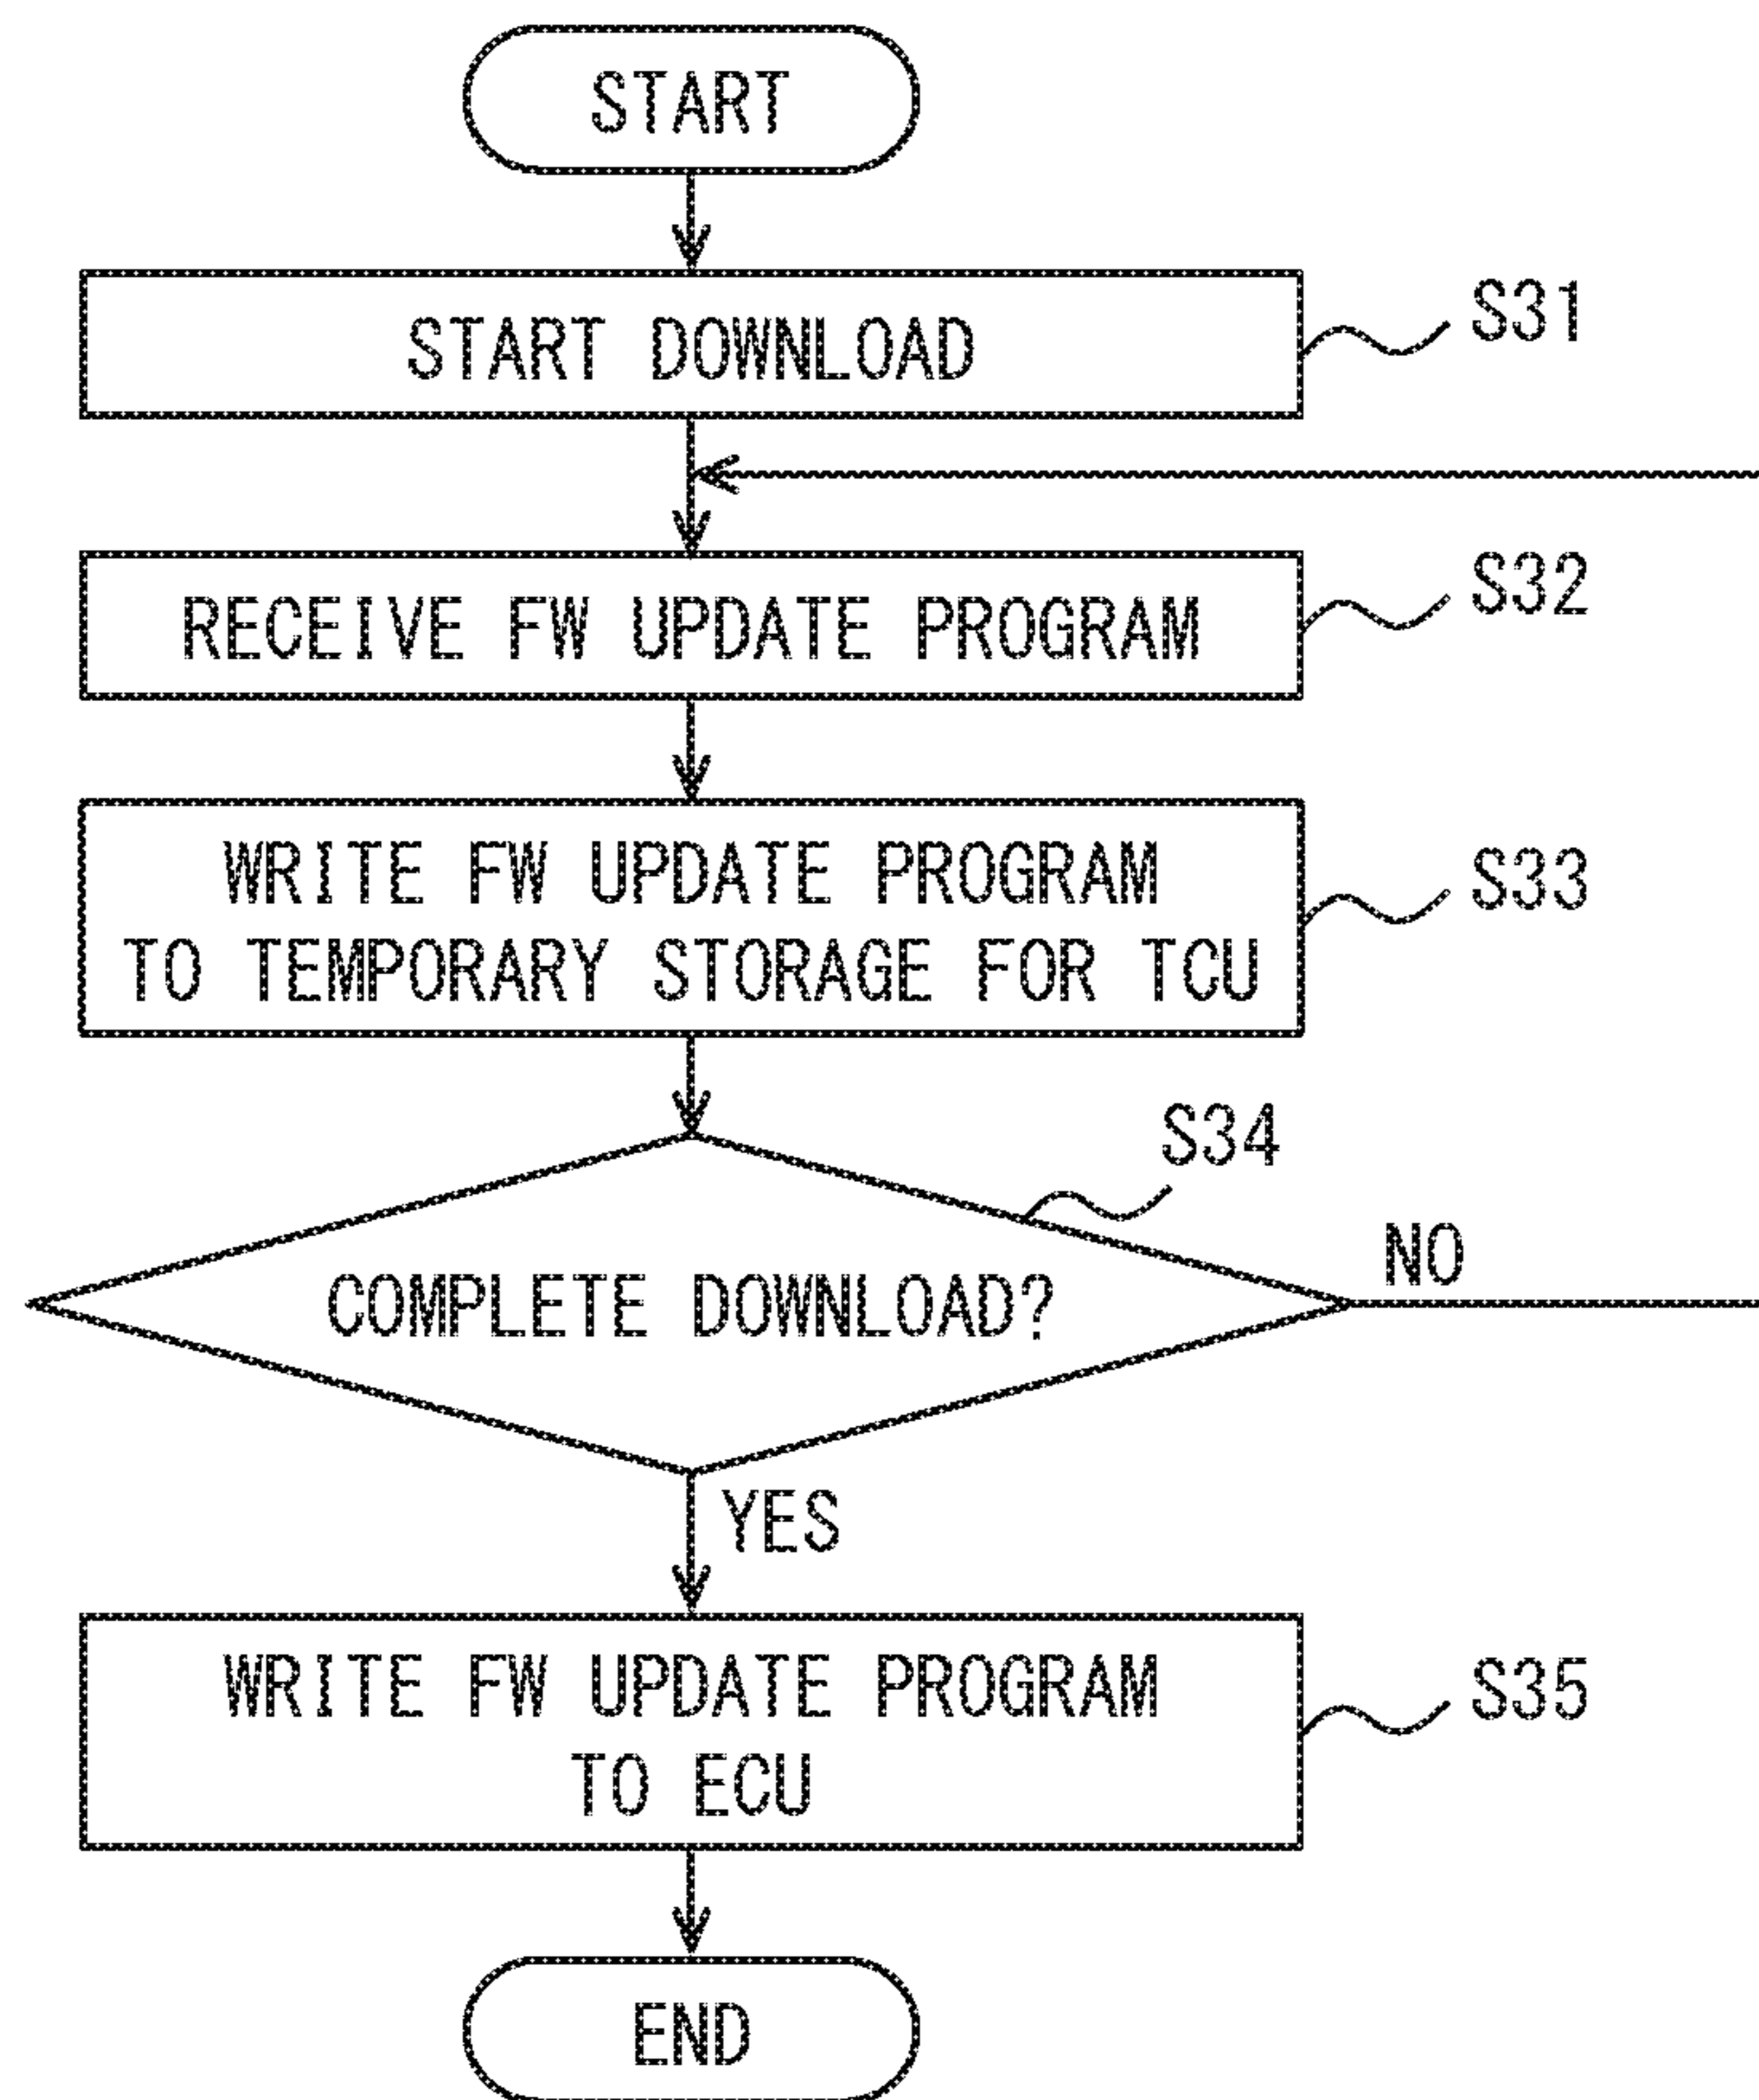 START
START DOWNLOAD
S31
RECEIVE FW UPDATE PROGRAM
S32
WRITE FW UPDATE PROGRAM
TO TEMPORARY STORAGE FOR TCU
S33
S34
COMPLETE DOWNLOAD?
NO
YES
WRITE FW UPDATE PROGRAM
TO ECU
S35
END